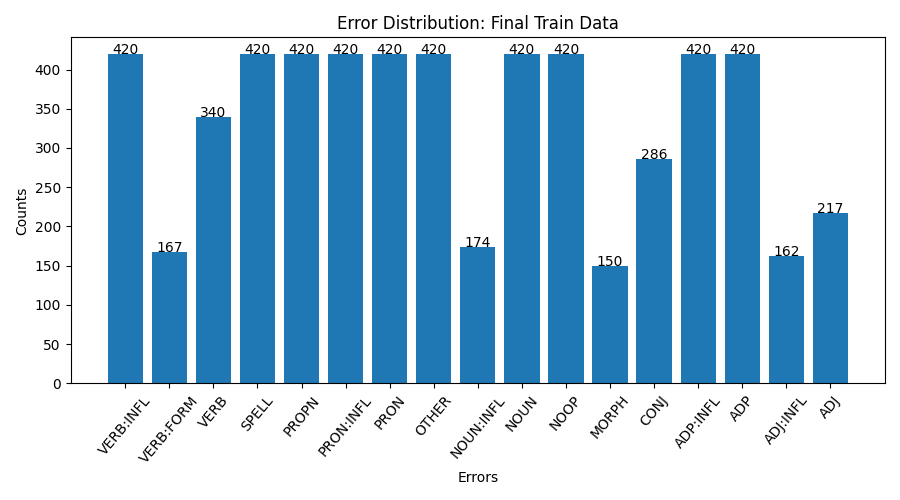 Error Distribution: Final Train Data
420 167 340 420 420 420 420 420 174 420 420 150 286 420 420 162 217
Counts
400
350
300
250
200
150
100
50
0
VERB:INFL VERB:FORM VERB SPELL PROPN PRON:INFL PRON OTHER NOUN:INFL NOUN NOOP MORPH CONJ ADP:INFL ADP ADJ:INFL ADJ
Errors